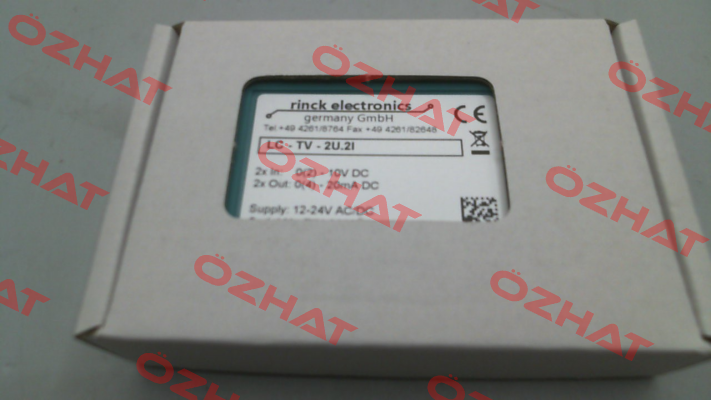 rinck electronics
germany GmbH
Tel +49 4261/8764 Fax +49 4261/82648
LC - TV - 2U.2I
2x In: 0(2) - 10V DC
2x Out: 0(4) - 20mA DC
Supply: 12-24V AC/DC
CE
ÖZHAT
ÖZHAT
ÖZHAT
ÖZHAT
ÖZHAT
ÖZHAT
ÖZHAT
ÖZHAT
ÖZHAT
ÖZHAT